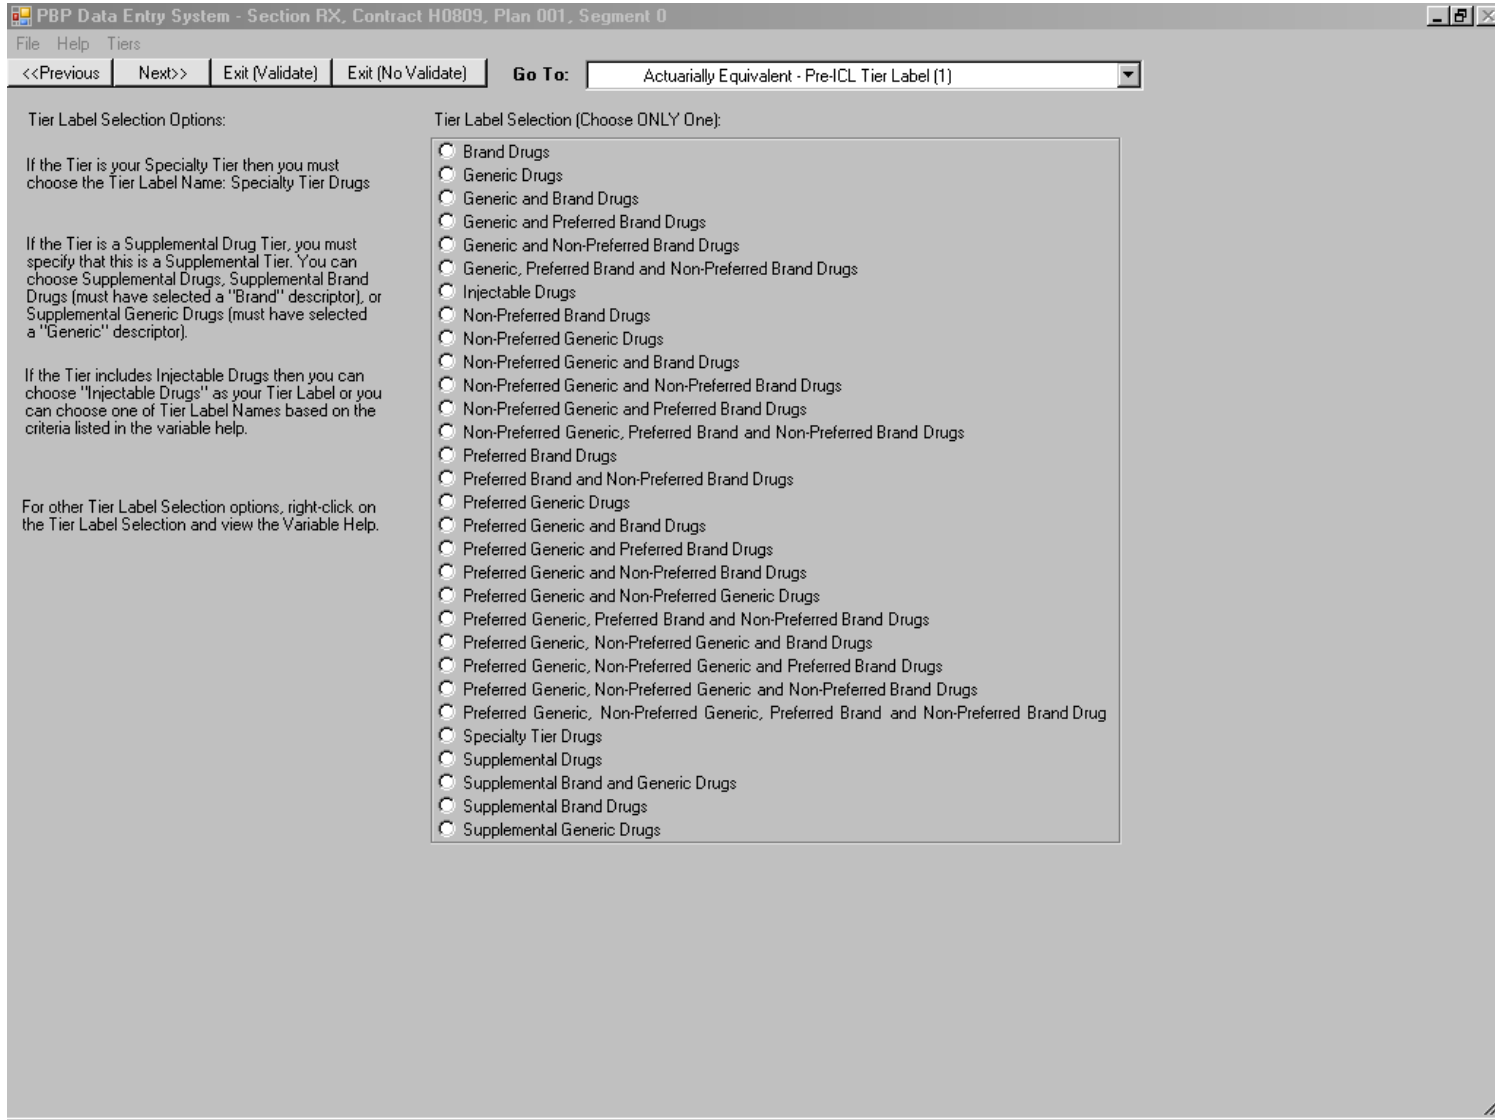 PBP Data Entry System - Section RX, Contract H0809, Plan 001, Segment 0
File Help Tiers
<<Previous Next>> Exit (Validate) Exit (No Validate) Go To: Actuarially Equivalent - Pre-ICL Tier Label (1)
Tier Label Selection Options:
If the Tier is your Specialty Tier then you must
choose the Tier Label Name: Specialty Tier Drugs
If the Tier is a Supplemental Drug Tier, you must
specify that this is a Supplemental Tier. You can
choose Supplemental Drugs, Supplemental Brand
Drugs (must have selected a "Brand" descriptor), or
Supplemental Generic Drugs (must have selected
a "Generic" descriptor).
If the Tier includes Injectable Drugs then you can
choose "Injectable Drugs" as your Tier Label or you
can choose one of Tier Label Names based on the
criteria listed in the variable help.
For other Tier Label Selection options, right-click on
the Tier Label Selection and view the Variable Help.
Tier Label Selection (Choose ONLY One):
Brand Drugs
Generic Drugs
Generic and Brand Drugs
Generic and Preferred Brand Drugs
Generic and Non-Preferred Brand Drugs
Generic, Preferred Brand and Non-Preferred Brand Drugs
Injectable Drugs
Non-Preferred Brand Drugs
Non-Preferred Generic Drugs
Non-Preferred Generic and Brand Drugs
Non-Preferred Generic and Non-Preferred Brand Drugs
Non-Preferred Generic and Preferred Brand Drugs
Non-Preferred Generic, Preferred Brand and Non-Preferred Brand Drugs
Preferred Brand Drugs
Preferred Brand and Non-Preferred Brand Drugs
Preferred Generic Drugs
Preferred Generic and Brand Drugs
Preferred Generic and Preferred Brand Drugs
Preferred Generic and Non-Preferred Brand Drugs
Preferred Generic and Non-Preferred Generic Drugs
Preferred Generic, Preferred Brand and Non-Preferred Brand Drugs
Preferred Generic, Non-Preferred Generic and Brand Drugs
Preferred Generic, Non-Preferred Generic and Preferred Brand Drugs
Preferred Generic, Non-Preferred Generic and Non-Preferred Brand Drugs
Preferred Generic, Non-Preferred Generic, Preferred Brand and Non-Preferred Brand Drug
Specialty Tier Drugs
Supplemental Drugs
Supplemental Brand and Generic Drugs
Supplemental Brand Drugs
Supplemental Generic Drugs